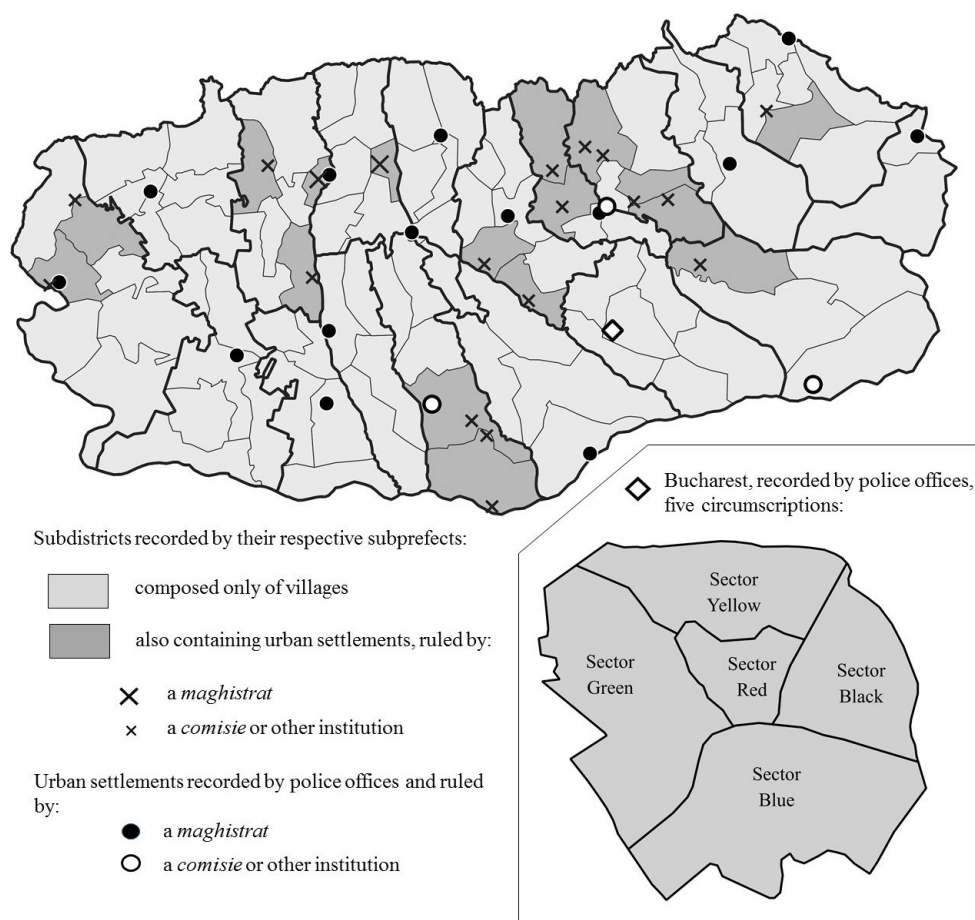 Bucharest, recorded by police offices,
five circumscriptions:
Subdistricts recorded by their respective subprefects:
composed only of villages
also containing urban settlements, ruled by:
a maghistrat
a comisie or other institution
Urban settlements recorded by police offices and ruled
by:
a maghistrat
a comisie or other institution
Sector
Yellow
Sector
Green
Sector
Red
Sector
Black
Sector
Blue